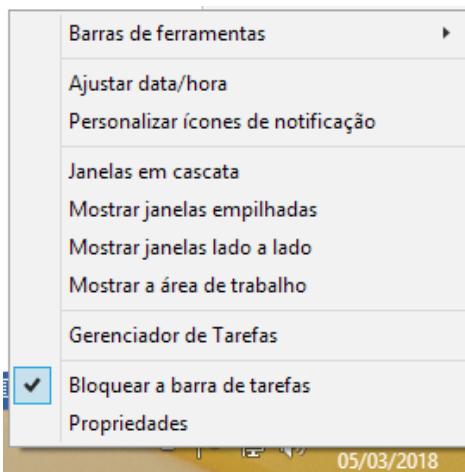 Barras de ferramentas
Ajustar data/hora
Personalizar ícones de notificação
Janelas em cascata
Mostrar janelas empilhadas
Mostrar janelas lado a lado
Mostrar a área de trabalho
Gerenciador de Tarefas
Bloquear a barra de tarefas
Propriedades
05/03/2018